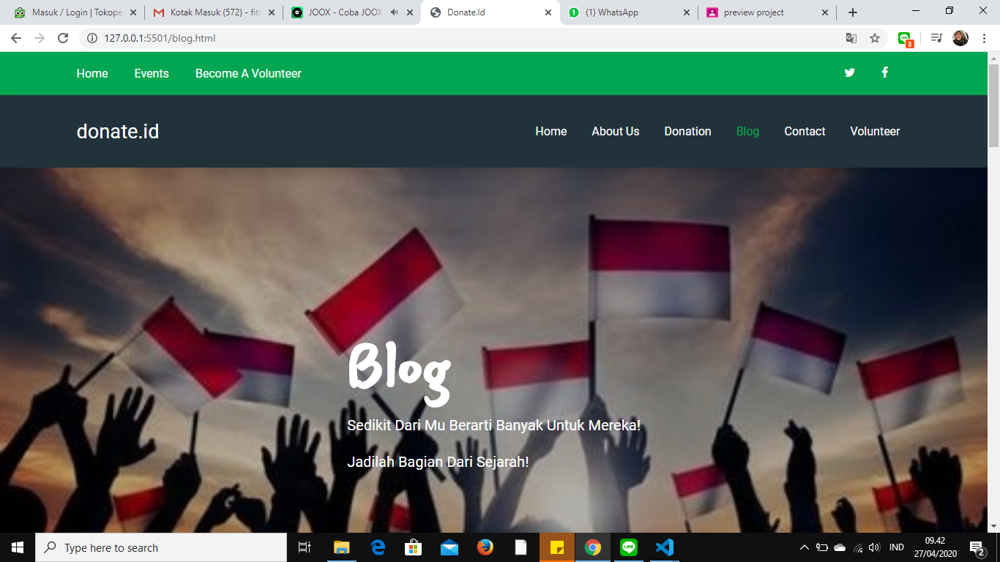 Masuk / Login | Tokope
Kotak Masuk (572) - fitr
JOOX - Coba JOOX
Donate.Id
(1) WhatsApp
preview project
127.0.0.1:5501/blog.html
3
Home Events Become A Volunteer
donate.id
Home About Us Donation Blog Contact Volunteer
Blog
Sedikit Dari Mu Berarti Banyak Untuk Mereka!
Jadilah Bagian Dari Sejarah!
Type here to search
LINE
IND
09.42
27/04/2020
2